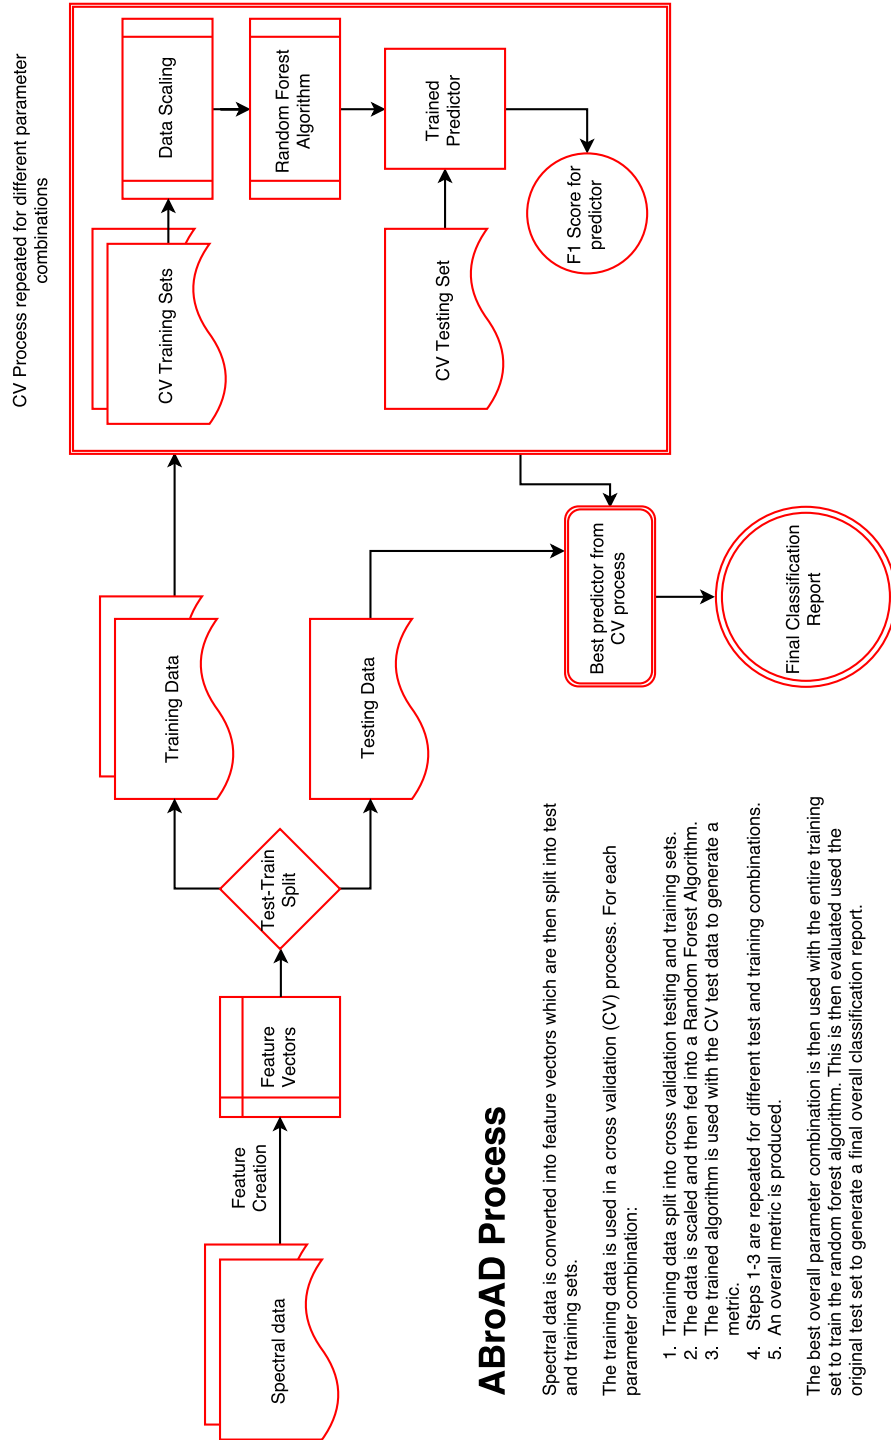 CV Process repeated for different parameter
combinations
Spectral data
Feature
Creation
Feature
Vectors
Test-Train
Split
Training Data
Testing Data
CV Training Sets
Data Scaling
Random Forest
Algorithm
CV Testing Set
Trained
Predictor
F1 Score for
predictor
Best predictor from
CV process
Final Classification
Report
ABroAD Process
Spectral data is converted into feature vectors which are then split into test
and training sets.
The training data is used in a cross validation (CV) process. For each
parameter combination:
1. Training data split into cross validation testing and training sets.
2. The data is scaled and then fed into a Random Forest Algorithm.
3. The trained algorithm is used with the CV test data to generate a
metric.
4. Steps 1-3 are repeated for different test and training combinations.
5. An overall metric is produced.
The best overall parameter combination is then used with the entire training
set to train the random forest algorithm. This is then evaluated used the
original test set to generate a final overall classification report.